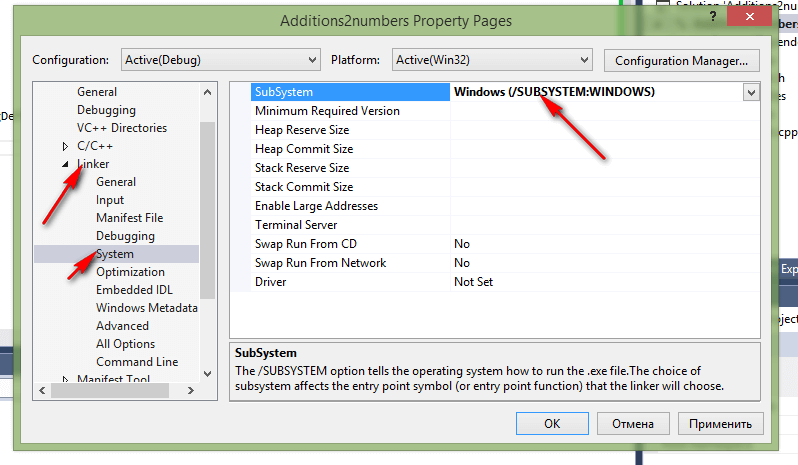 Additions2numbers Property Pages
?
Solution 'Additions2nu
Configuration: Active(Debug) Platform: Active(Win32) Configuration Manager...
General
Debugging
VC++ Directories
C/C++
Linker
General
Input
Manifest File
Debugging
System
Optimization
Embedded IDL
Windows Metadata
Advanced
All Options
Command Line
Manifest Tool
SubSystem Windows (/SUBSYSTEM:WINDOWS)
Minimum Required Version
Heap Reserve Size
Heap Commit Size
Stack Reserve Size
Stack Commit Size
Enable Large Addresses
Terminal Server
Swap Run From CD No
Swap Run From Network No
Driver Not Set
SubSystem
The /SUBSYSTEM option tells the operating system how to run the .exe file.The choice of
subsystem affects the entry point symbol (or entry point function) that the linker will choose.
OK Отмена Применить